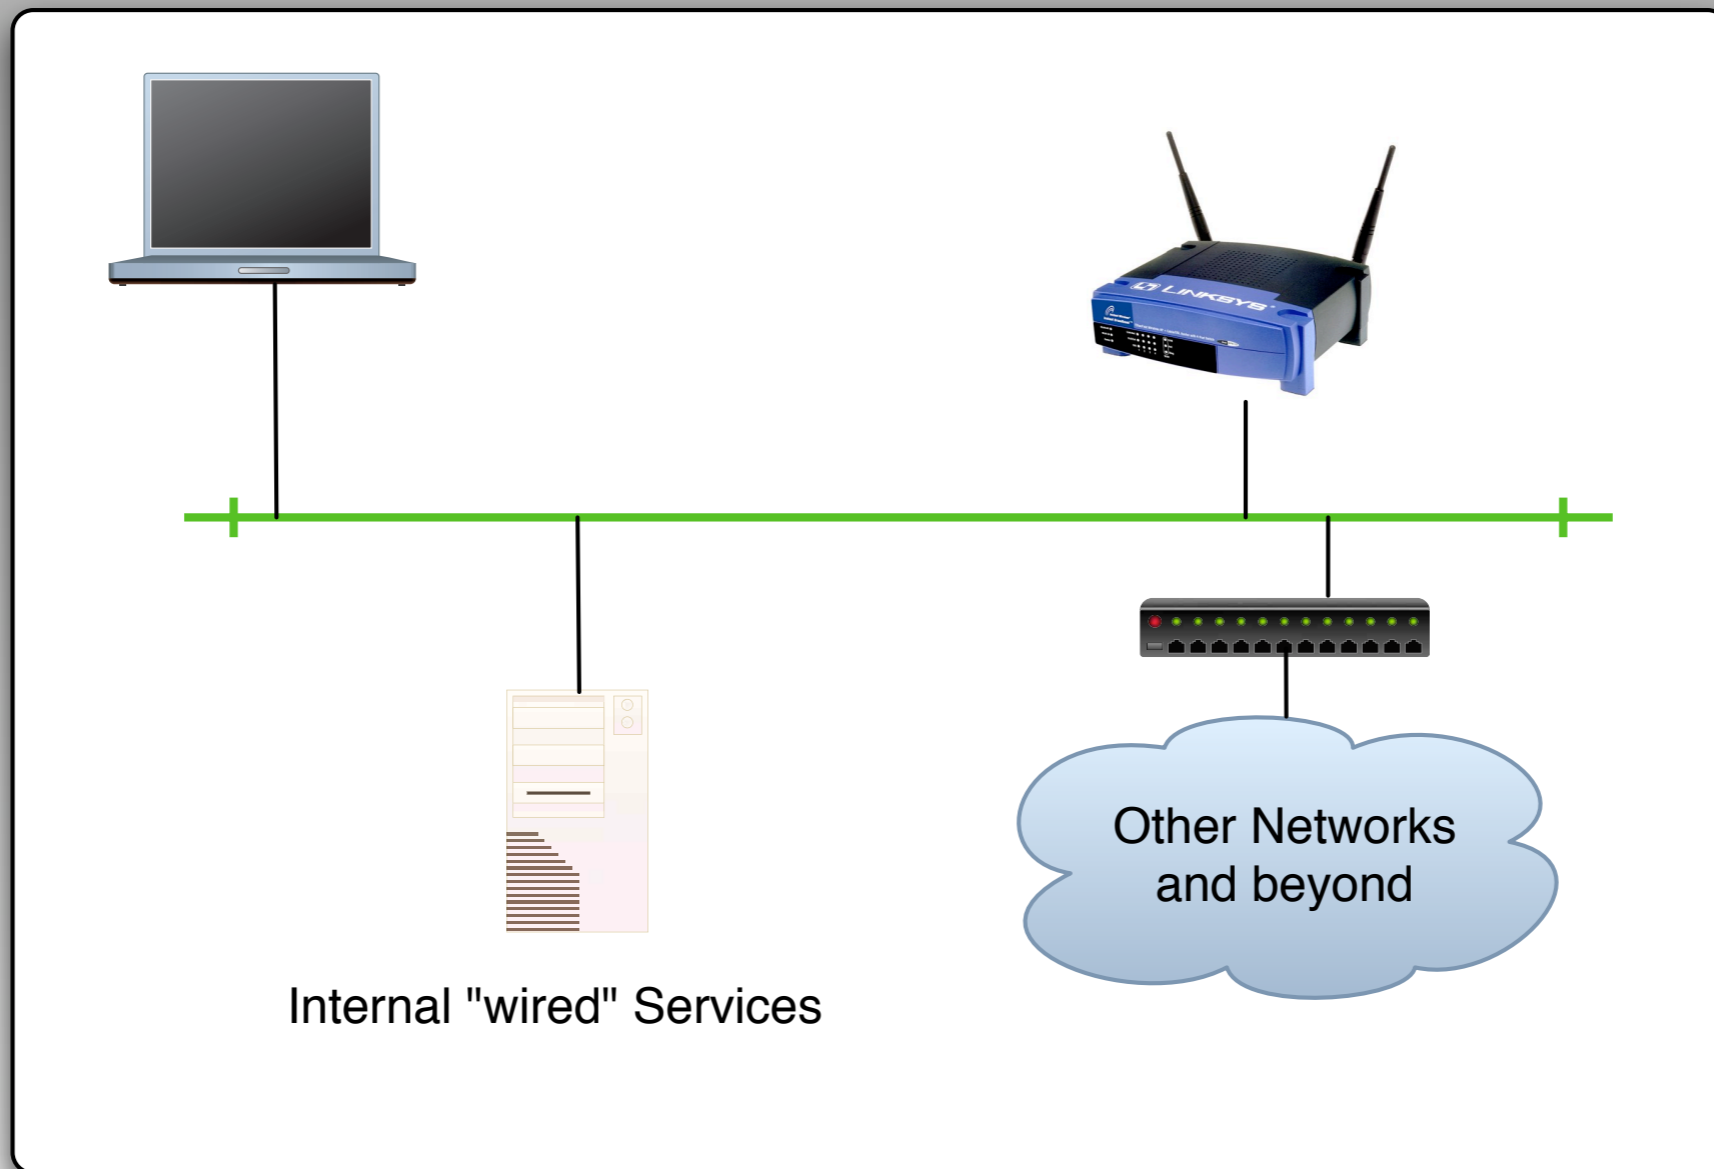 LINKSYS
Other Networks
and beyond
Internal "wired" Services